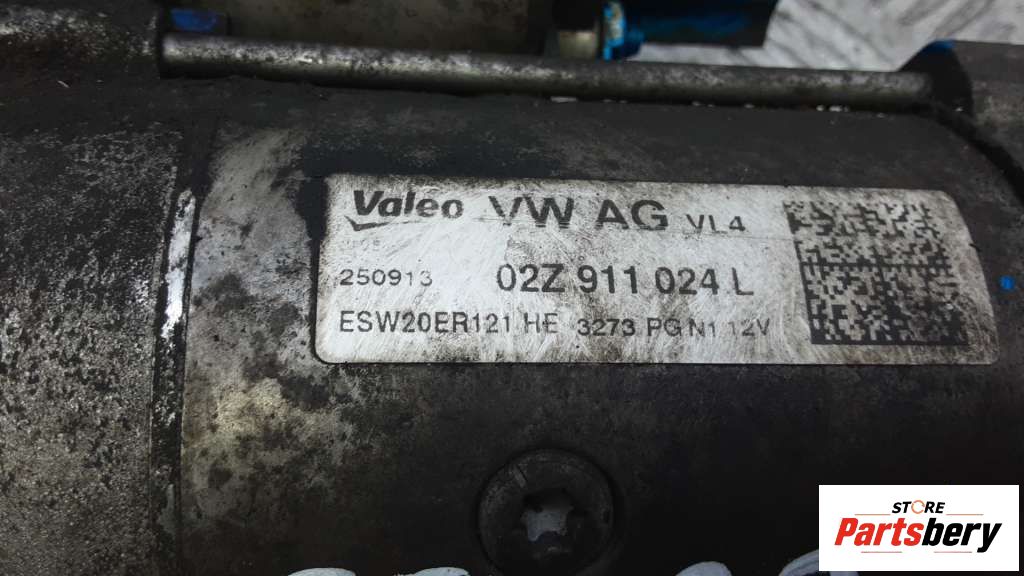 Valeo VW AG VL4
250913 02Z 911 024 L
ESW20ER121 HE 3273 PG N1 12V
STORE
Partsbery